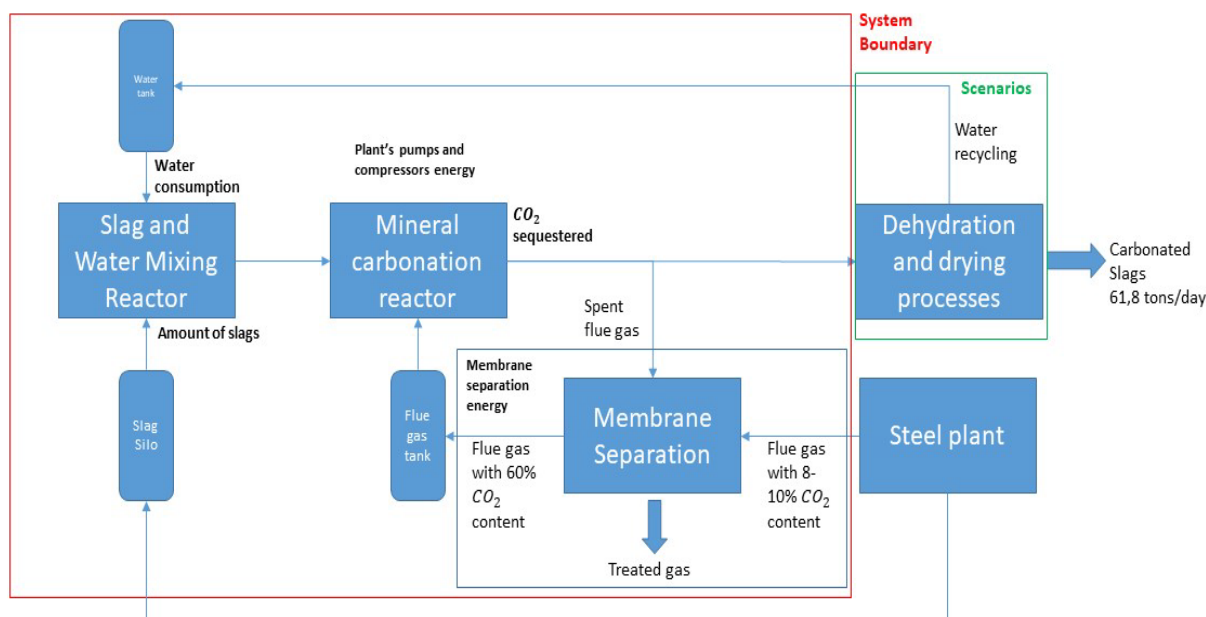 System
Boundary
Water
tank
Scenarios
Water
recycling
Water
consumption
Plant's pumps and
compressors energy
Slag and
Water Mixing
Reactor
Mineral
carbonation
reactor
CO₂
sequestered
Dehydration
and drying
processes
Carbonated
Slags
61,8 tons/day
Amount of slags
Spent
flue gas
Membrane
separation
energy
Slag
Silo
Flue
gas
tank
Flue gas
with 60%
CO₂
content
Membrane
Separation
Flue gas
with 8-
10% CO₂
content
Steel plant
Treated gas